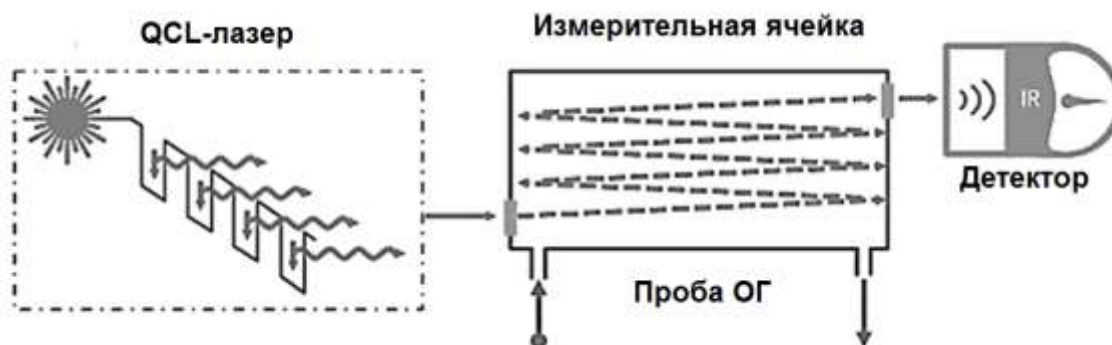 QCL-лазер
Измерительная ячейка
IR
Детектор
Проба ОГ